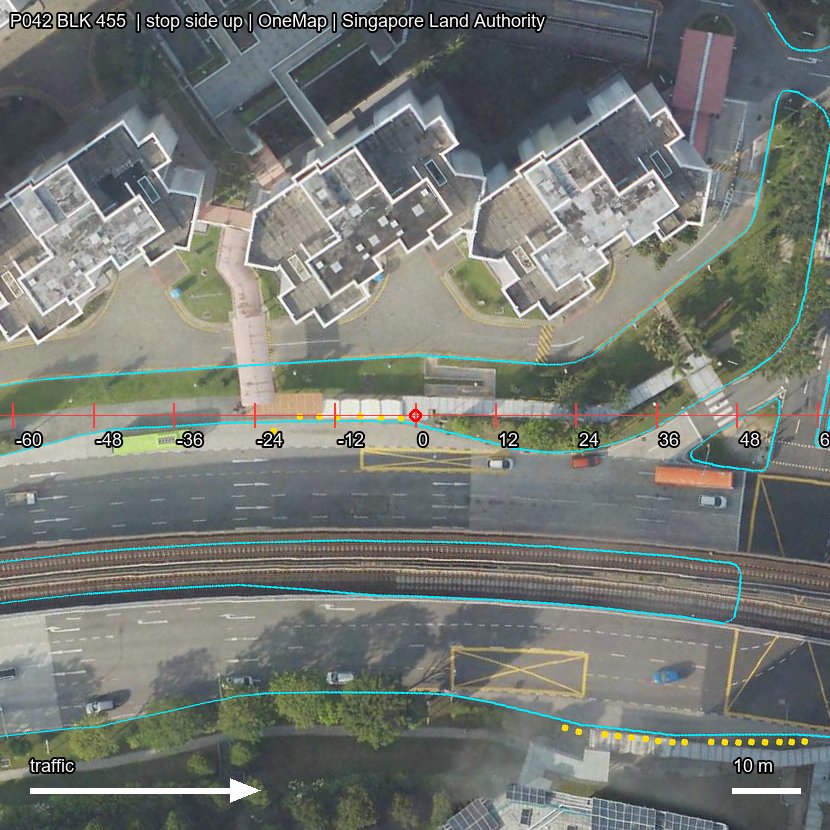 P042 BLK 455 | stop side up | OneMap | Singapore Land Authority
-60 -48 -36 -24 -12 0 12 24 36 48 6
traffic
10 m